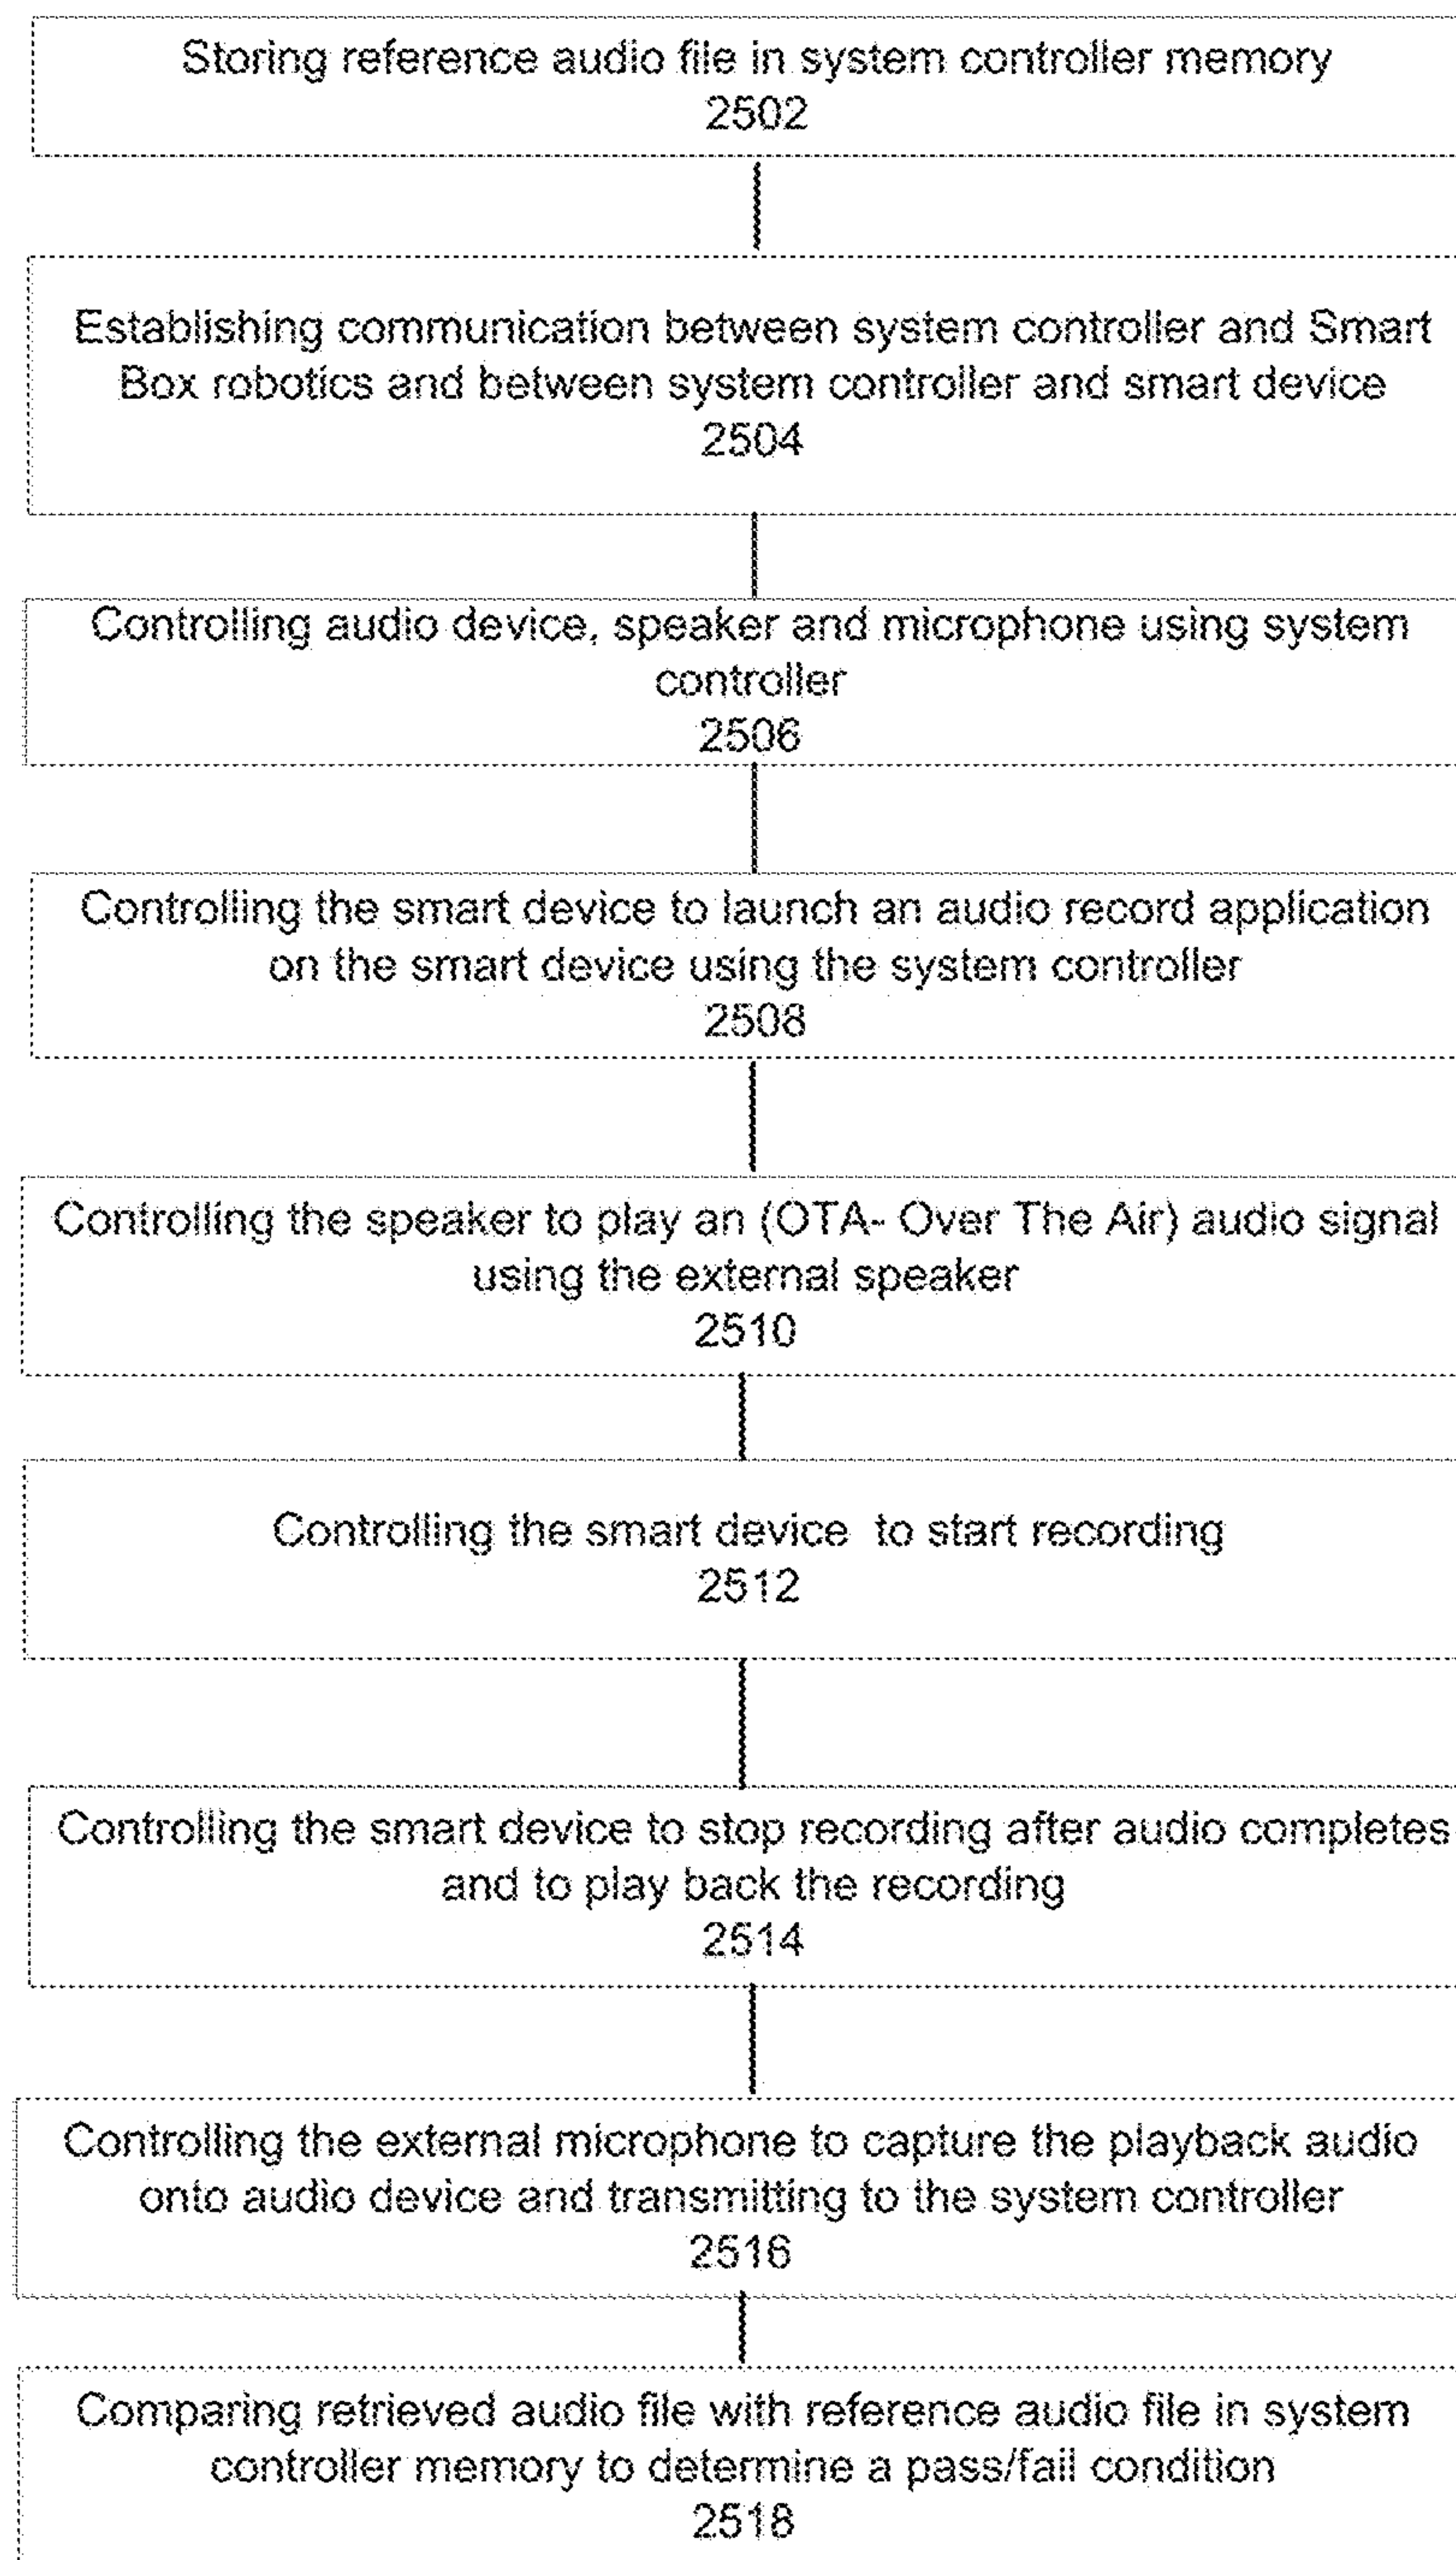 Storing reference audio file in system controller memory
2502
Establishing communication between system controller and Smart
Box robotics and between system controller and smart device
2504
Controlling audio device, speaker and microphone using system
controller
2506
Controlling the smart device to launch an audio record application
on the smart device using the system controller
2508
Controlling the speaker to play an (OTA- Over The Air) audio signal
using the external speaker
2510
Controlling the smart device to start recording
2512
Controlling the smart device to stop recording after audio completes
and to play back the recording
2514
Controlling the external microphone to capture the playback audio
onto audio device and transmitting to the system controller
2516
Comparing retrieved audio file with reference audio file in system
controller memory to determine a pass/fail condition
2518